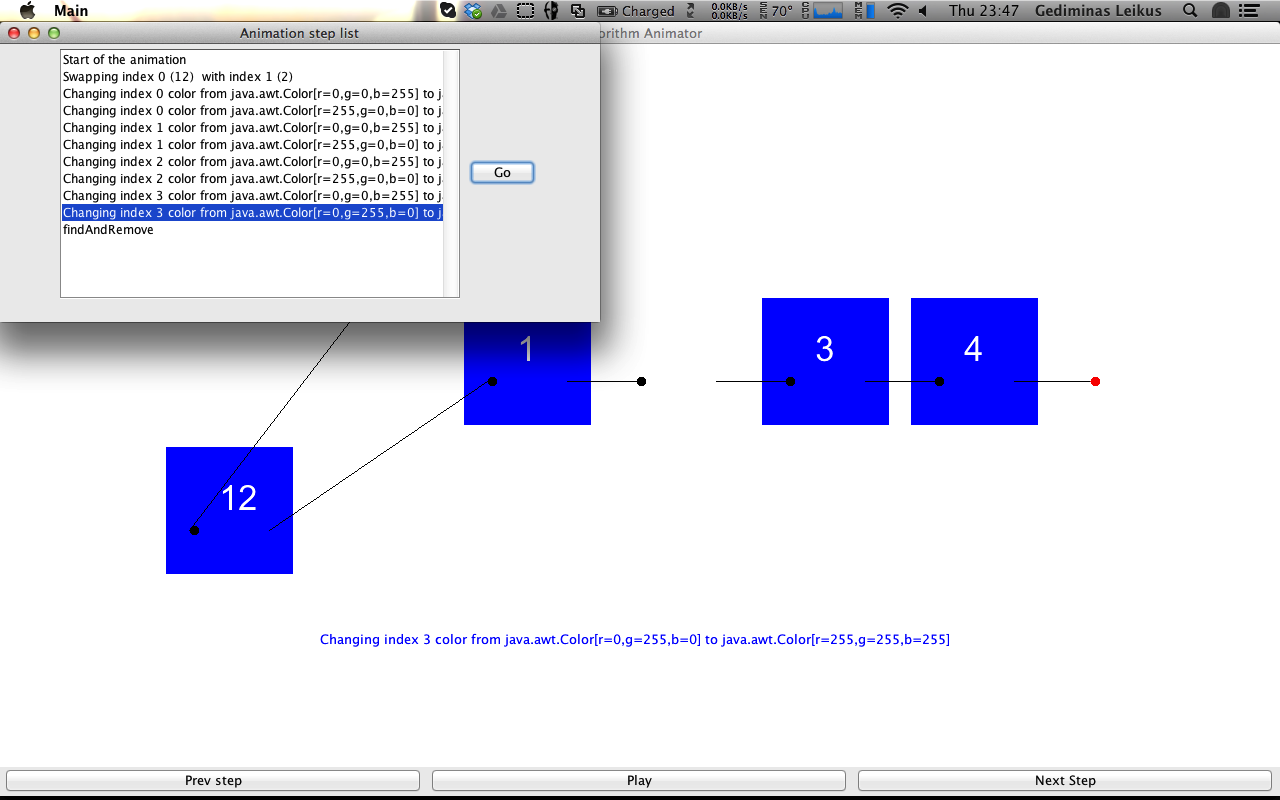 Main
Charged
0.0KB/s
0.0KB/s
SEN 70°
CPU
MEM
Thu 23:47
Gediminas Leikus
Animation step list
orithm Animator
Start of the animation
Swapping index 0 (12)  with index 1 (2)
Changing index 0 color from java.awt.Color[r=0,g=0,b=255] to j
Changing index 0 color from java.awt.Color[r=255,g=0,b=0] to j
Changing index 1 color from java.awt.Color[r=0,g=0,b=255] to j
Changing index 1 color from java.awt.Color[r=255,g=0,b=0] to j
Changing index 2 color from java.awt.Color[r=0,g=0,b=255] to j
Changing index 2 color from java.awt.Color[r=255,g=0,b=0] to j
Changing index 3 color from java.awt.Color[r=0,g=0,b=255] to j
Changing index 3 color from java.awt.Color[r=0,g=255,b=0] to j
findAndRemove
Go
1
3
4
12
Changing index 3 color from java.awt.Color[r=0,g=255,b=0] to java.awt.Color[r=255,g=255,b=255]
Prev step
Play
Next Step